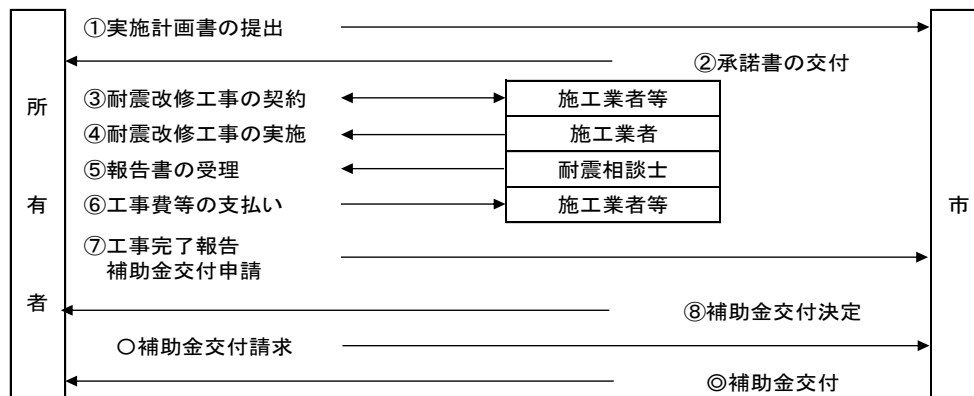 ①実施計画書の提出
②承諾書の交付
③耐震改修工事の契約
施工業者等
④耐震改修工事の実施
施工業者
⑤報告書の受理
耐震相談士
⑥工事費等の支払い
施工業者等
⑦工事完了報告
補助金交付申請
⑧補助金交付決定
〇補助金交付請求
◎補助金交付
所有者
市